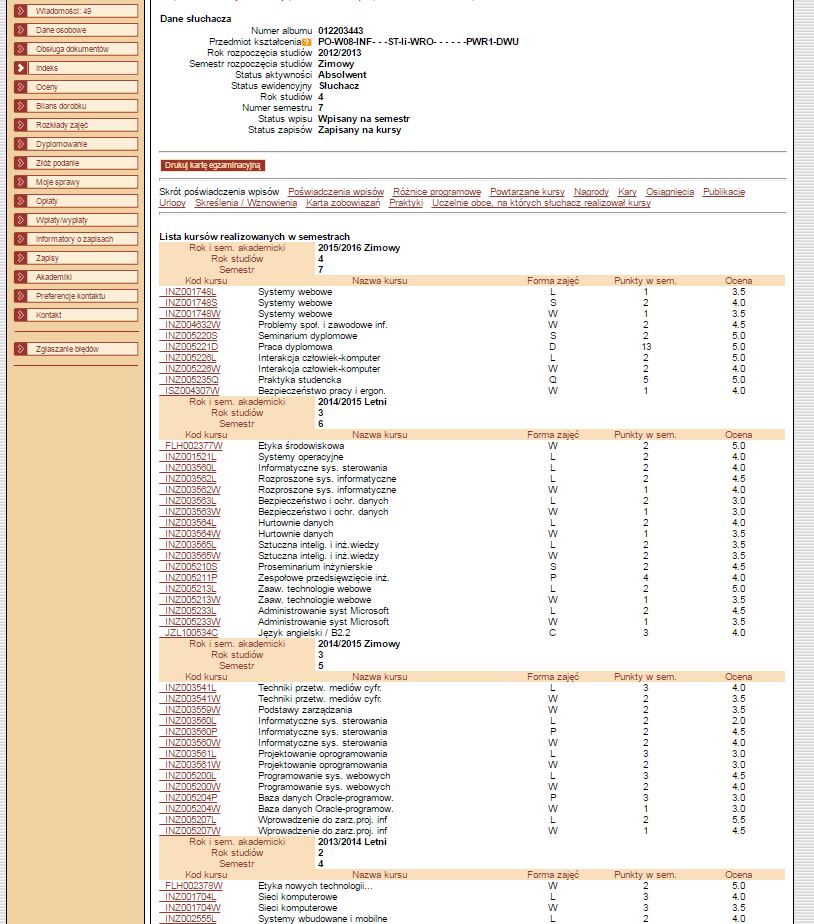 Wiadomości: 49
Dane osobowe
Obsługa dokumentów
Indeks
Oceny
Bilans dorobku
Rozkłady zajęć
Dyplomowanie
Złóż podanie
Moje sprawy
Opłaty
Wpłaty/wypłaty
Informatory o zapisach
Zapisy
Akademiki
Preferencje kontaktu
Kontakt
Zgłaszanie błędów
Dane słuchacza
Numer albumu 012203443
Przedmiot kształcenia PO-W08-INF- - -ST-Ii-WRO- - - - - -PWR1-DWU
Rok rozpoczęcia studiów 2012/2013
Semestr rozpoczęcia studiów Zimowy
Status aktywności Absolwent
Status ewidencyjny Słuchacz
Rok studiów 4
Numer semestru 7
Status wpisu Wpisany na semestr
Status zapisów Zapisany na kursy
Drukuj kartę egzaminacyjną
Skrót poświadczenia wpisów Poświadczenia wpisów Różnice programowe Powtarzane kursy Nagrody Kary Osiągnięcia Publikacje
Urlopy Skreślenia / Wznowienia Karta zobowiązań Praktyki Uczelnie obce, na których słuchacz realizował kursy
Lista kursów realizowanych w semestrach
Rok i sem. akademicki 2015/2016 Zimowy
Rok studiów 4
Semestr 7
Kod kursu Nazwa kursu Forma zajęć Punkty w sem. Ocena
INZ001748L Systemy webowe L 1 3.5
INZ001748S Systemy webowe S 2 4.0
INZ001748W Systemy webowe W 1 3.5
INZ004632W Problemy społ. i zawodowe inf. W 2 4.5
INZ005220S Seminarium dyplomowe S 2 5.0
INZ005221D Praca dyplomowa D 13 5.0
INZ005226L Interakcja człowiek-komputer L 2 5.0
INZ005226W Interakcja człowiek-komputer W 2 4.0
INZ005235Q Praktyka studencka Q 5 5.0
ISZ004307W Bezpieczeństwo pracy i ergon. W 1 4.0
Rok i sem. akademicki 2014/2015 Letni
Rok studiów 3
Semestr 6
Kod kursu Nazwa kursu Forma zajęć Punkty w sem. Ocena
FLH002377W Etyka środowiskowa W 2 5.0
INZ001521L Systemy operacyjne L 2 4.0
INZ003560L Informatyczne sys. sterowania L 2 4.0
INZ003562L Rozproszone sys. informatyczne L 2 4.5
INZ003562W Rozproszone sys. informatyczne W 1 4.0
INZ003563L Bezpieczeństwo i ochr. danych L 2 3.0
INZ003563W Bezpieczeństwo i ochr. danych W 1 3.0
INZ003564L Hurtownie danych L 2 4.0
INZ003564W Hurtownie danych W 1 3.5
INZ003565L Sztuczna intelig. i inż.wiedzy L 2 3.5
INZ003565W Sztuczna intelig. i inż.wiedzy W 2 3.5
INZ005210S Proseminarium inżynierskie S 2 4.5
INZ005211P Zespołowe przedsięwzięcie inż. P 4 4.0
INZ005213L Zaaw. technologie webowe L 2 5.0
INZ005213W Zaaw. technologie webowe W 1 3.5
INZ005233L Administrowanie syst Microsoft L 2 4.5
INZ005233W Administrowanie syst Microsoft W 1 3.5
JZL100534C Język angielski / B2.2 C 3 4.0
Rok i sem. akademicki 2014/2015 Zimowy
Rok studiów 3
Semestr 5
Kod kursu Nazwa kursu Forma zajęć Punkty w sem. Ocena
INZ003541L Techniki przetw. mediów cyfr. L 3 4.0
INZ003541W Techniki przetw. mediów cyfr. W 2 3.5
INZ003559W Podstawy zarządzania W 2 3.5
INZ003560L Informatyczne sys. sterowania L 2 2.0
INZ003560P Informatyczne sys. sterowania P 2 4.5
INZ003560W Informatyczne sys. sterowania W 2 4.0
INZ003561L Projektowanie oprogramowania L 3 3.0
INZ003561W Projektowanie oprogramowania W 2 3.0
INZ005200L Programowanie sys. webowych L 3 4.5
INZ005200W Programowanie sys. webowych W 2 4.0
INZ005204P Baza danych Oracle-programow. P 3 3.0
INZ005204W Baza danych Oracle-programow. W 1 3.0
INZ005207L Wprowadzenie do zarz.proj. inf L 2 5.5
INZ005207W Wprowadzenie do zarz.proj. inf W 1 4.5
Rok i sem. akademicki 2013/2014 Letni
Rok studiów 2
Semestr 4
Kod kursu Nazwa kursu Forma zajęć Punkty w sem. Ocena
FLH002378W Etyka nowych technologii... W 2 5.0
INZ001704L Sieci komputerowe L 3 4.0
INZ001704W Sieci komputerowe W 3 3.5
INZ002555L Systemy wbudowane i mobilne L 4.0